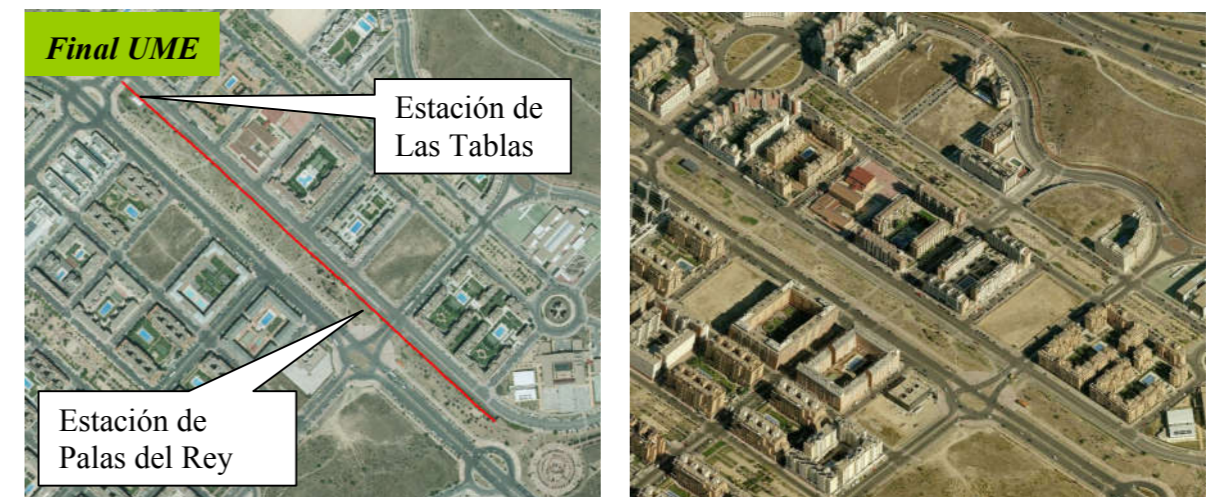 Final UME
Estación de
Las Tablas
Estación de
Palas del Rey